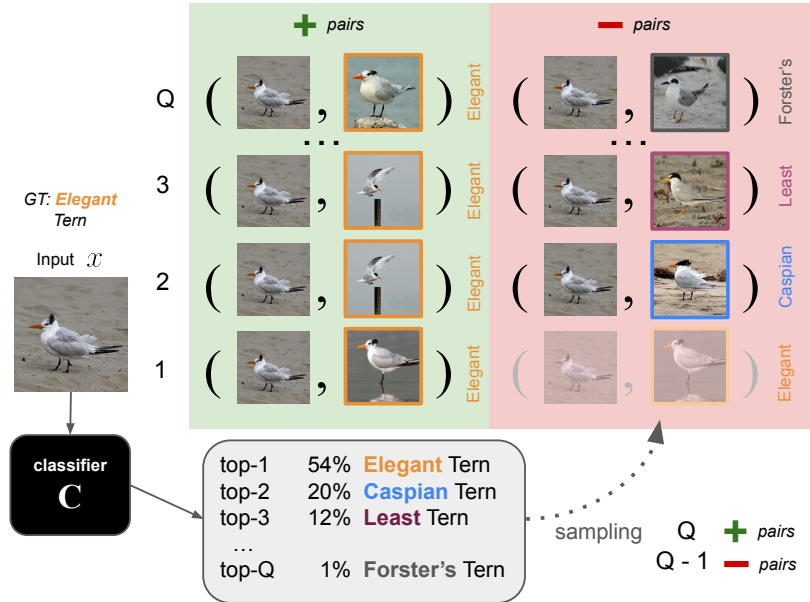 + pairs
− pairs
Q ( , ) Elegant ( , ) Forster's
... ...
3 ( , ) Elegant ( , ) Least
2 ( , ) Elegant ( , ) Caspian
1 ( , ) Elegant ( , ) Elegant
GT: Elegant
Tern
Input x
classifier
C
top-1 54% Elegant Tern
top-2 20% Caspian Tern
top-3 12% Least Tern
...
top-Q 1% Forster's Tern
sampling
Q + pairs
Q - 1 − pairs